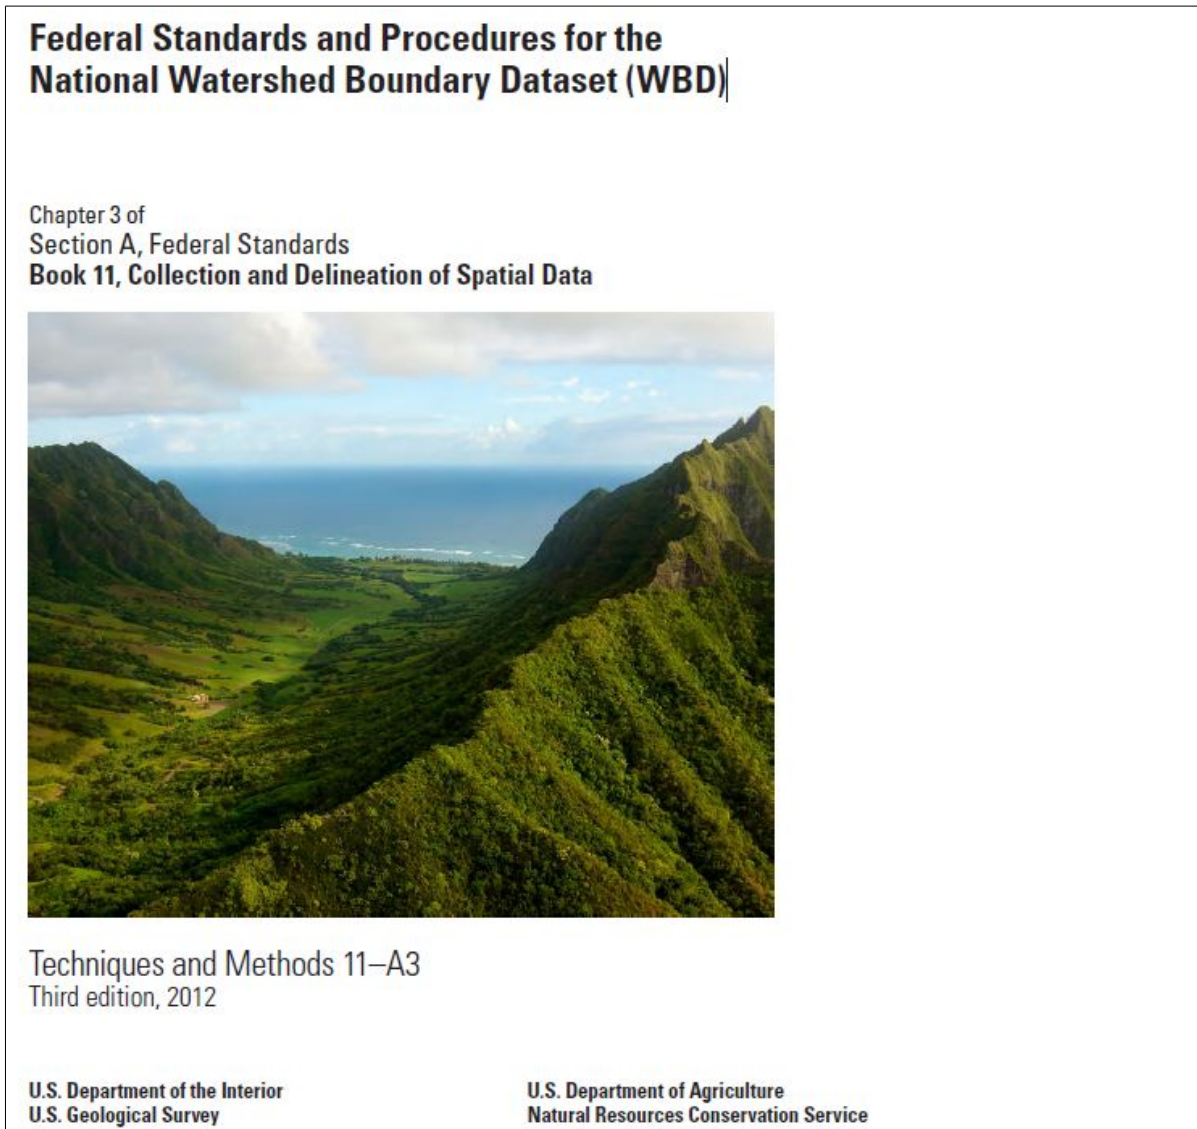 Federal Standards and Procedures for the
National Watershed Boundary Dataset (WBD)
Chapter 3 of
Section A, Federal Standards
Book 11, Collection and Delineation of Spatial Data
Techniques and Methods 11–A3
Third edition, 2012
U.S. Department of the Interior
U.S. Geological Survey
U.S. Department of Agriculture
Natural Resources Conservation Service